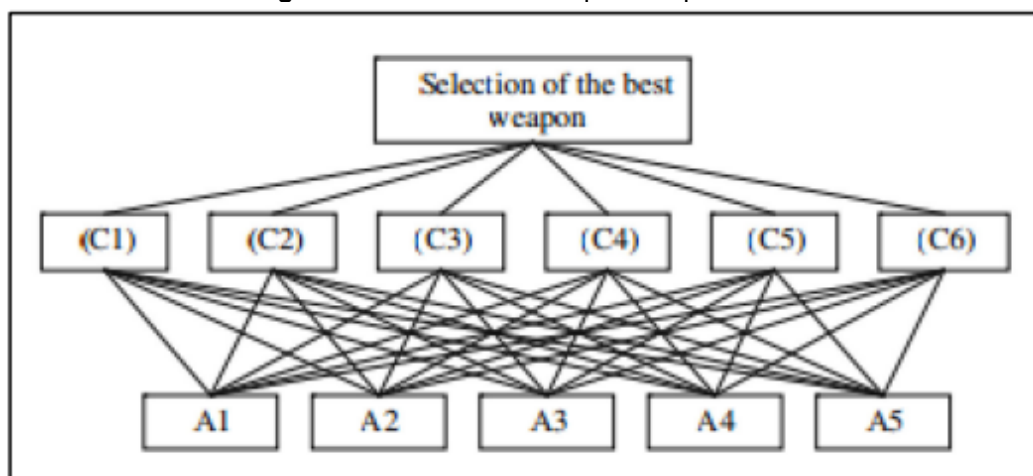 Selection of the best
weapon
(C1) (C2) (C3) (C4) (C5) (C6)
A1 A2 A3 A4 A5